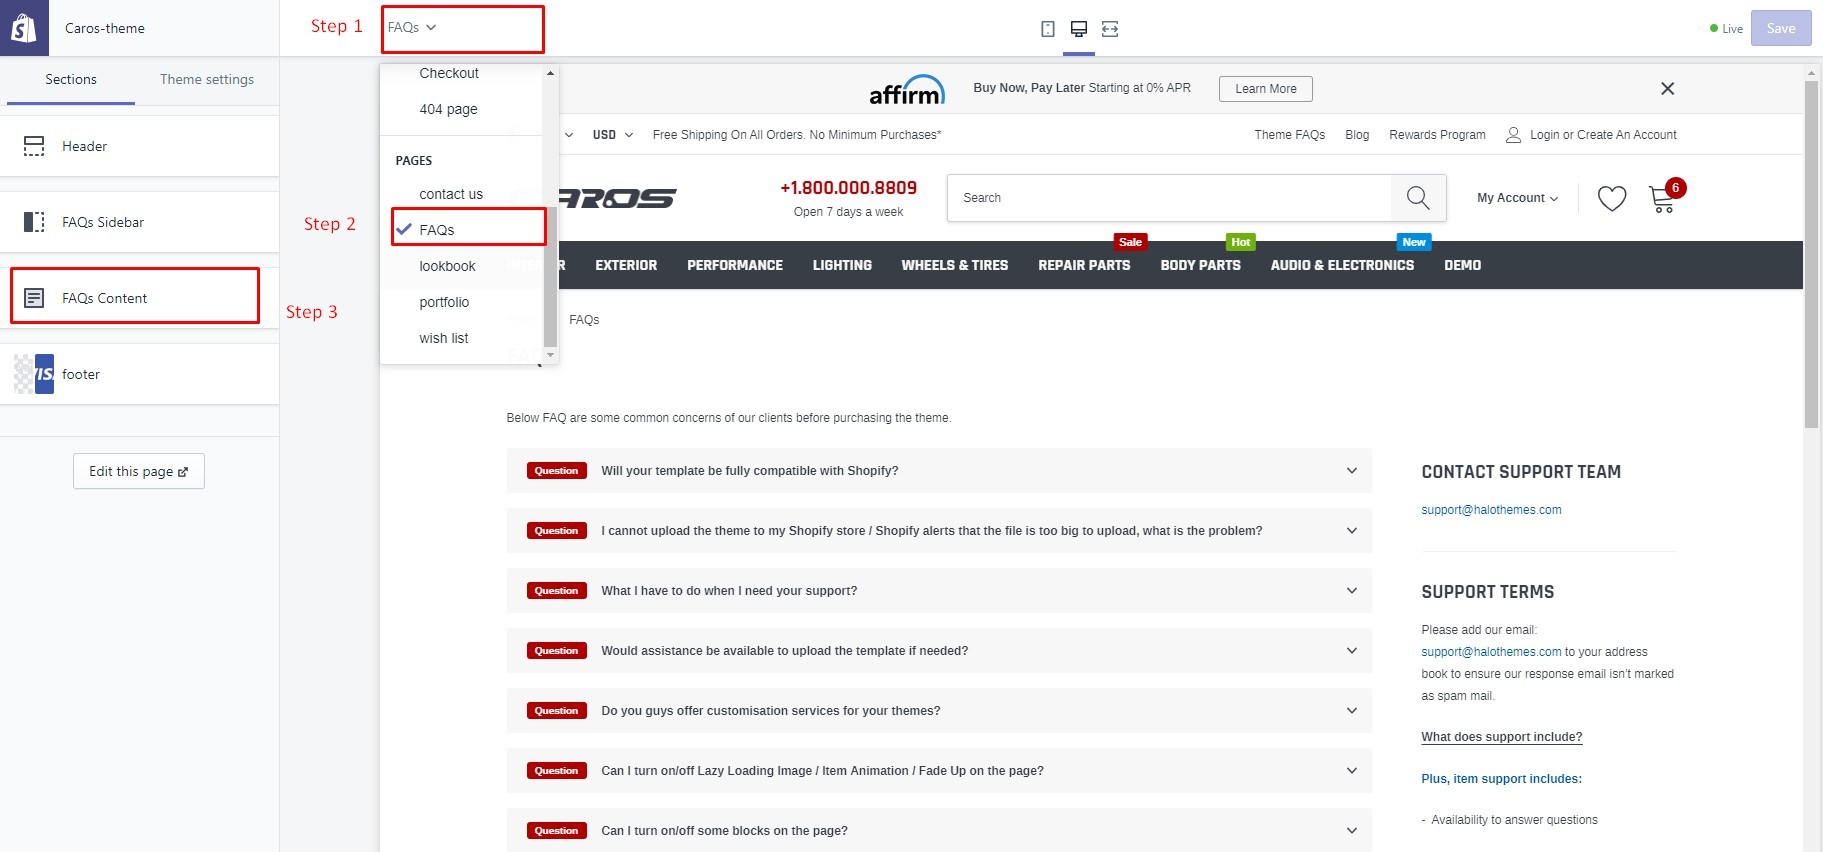 Caros-theme
Step 1
FAQs
Live
Save
Sections
Theme settings
Header
FAQs Sidebar
FAQs Content
footer
Edit this page
Step 2
Step 3
Checkout
404 page
PAGES
contact us
FAQs
lookbook
portfolio
wish list
affirm
Buy Now, Pay Later Starting at 0% APR
Learn More
USD
Free Shipping On All Orders. No Minimum Purchases*
Theme FAQs
Blog
Rewards Program
Login or Create An Account
+1.800.000.8809
Open 7 days a week
Search
My Account
6
Sale
Hot
New
EXTERIOR
PERFORMANCE
LIGHTING
WHEELS & TIRES
REPAIR PARTS
BODY PARTS
AUDIO & ELECTRONICS
DEMO
FAQs
Below FAQ are some common concerns of our clients before purchasing the theme.
Question Will your template be fully compatible with Shopify?
Question I cannot upload the theme to my Shopify store / Shopify alerts that the file is too big to upload, what is the problem?
Question What I have to do when I need your support?
Question Would assistance be available to upload the template if needed?
Question Do you guys offer customisation services for your themes?
Question Can I turn on/off Lazy Loading Image / Item Animation / Fade Up on the page?
Question Can I turn on/off some blocks on the page?
CONTACT SUPPORT TEAM
support@halothemes.com
SUPPORT TERMS
Please add our email:
support@halothemes.com to your address
book to ensure our response email isn't marked
as spam mail.
What does support include?
Plus, item support includes:
- Availability to answer questions